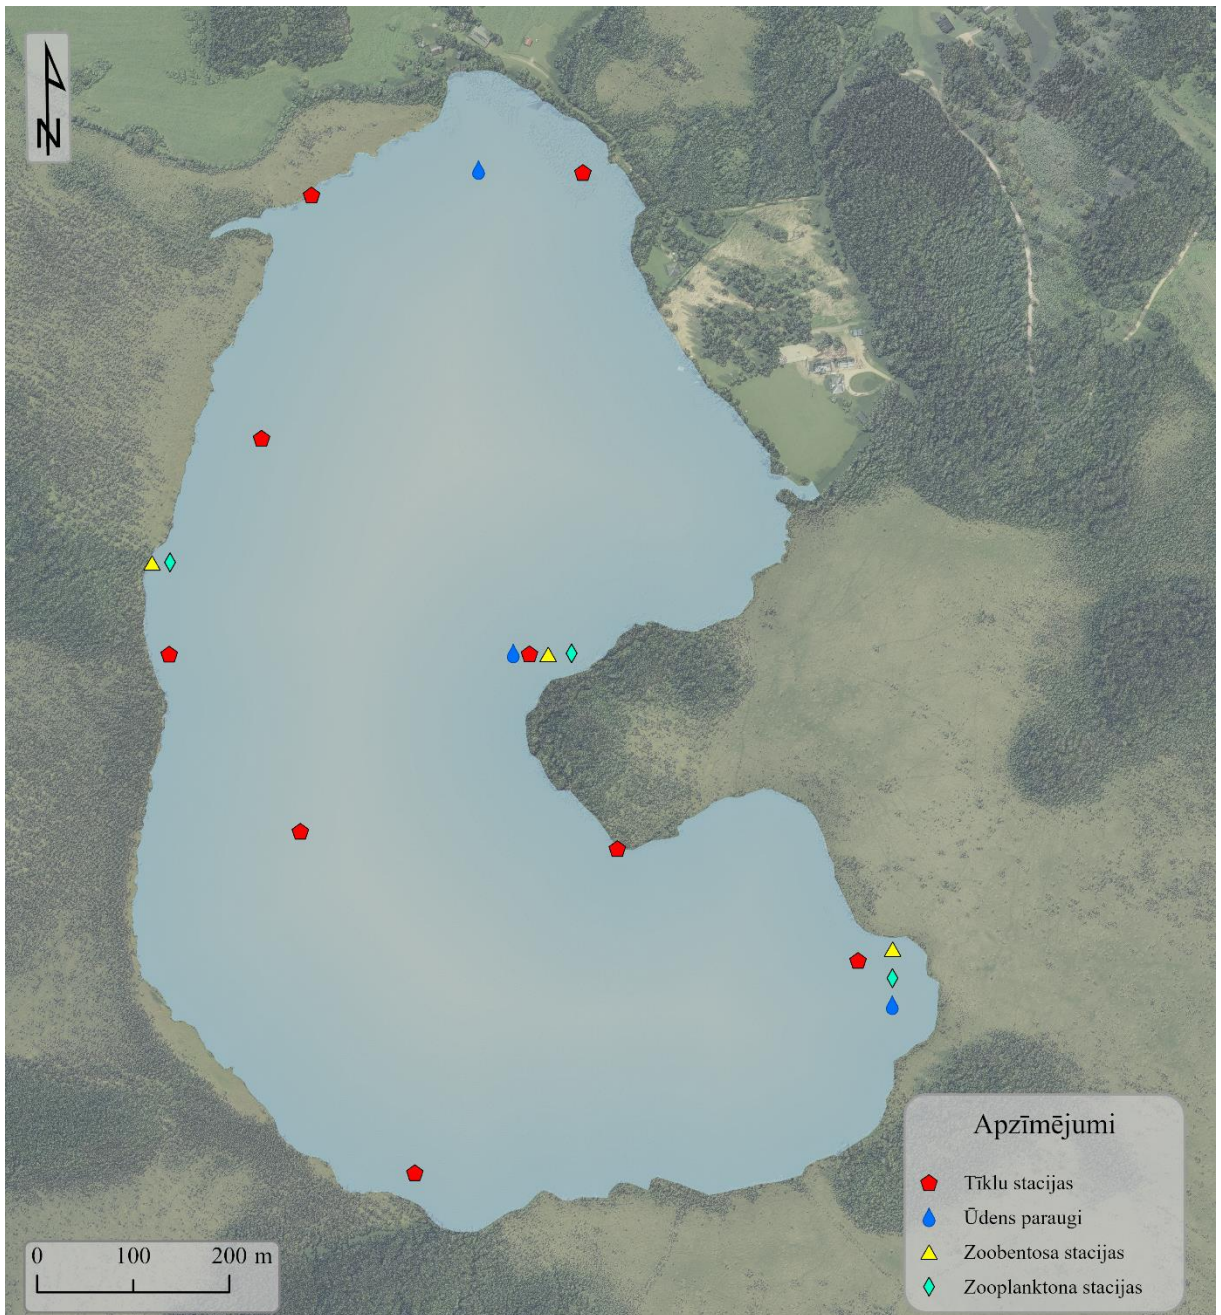 N
Apzīmējumi
Tīklu stacijas
Ūdens paraugi
Zoobentosa stacijas
Zooplanktona stacijas
0 100 200 m